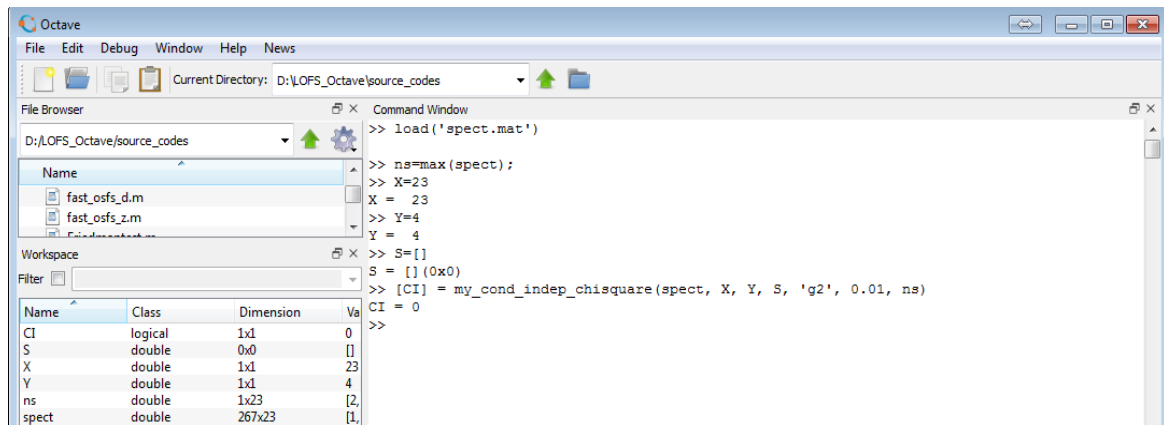 Octave
File Edit Debug Window Help News
Current Directory: D:\LOFS_Octave\source_codes
File Browser
D:/LOFS_Octave/source_codes
Name
fast_osfs_d.m
fast_osfs_z.m
Friedmantest.m
Workspace
Filter
Name Class Dimension Va
CI logical 1x1 0
S double 0x0 []
X double 1x1 23
Y double 1x1 4
ns double 1x23 [2,
spect double 267x23 [1,
Command Window
>> load('spect.mat')
>> ns=max(spect);
>> X=23
X = 23
>> Y=4
Y = 4
>> S=[]
S = [](0x0)
>> [CI] = my_cond_indep_chisquare(spect, X, Y, S, 'g2', 0.01, ns)
CI = 0
>>